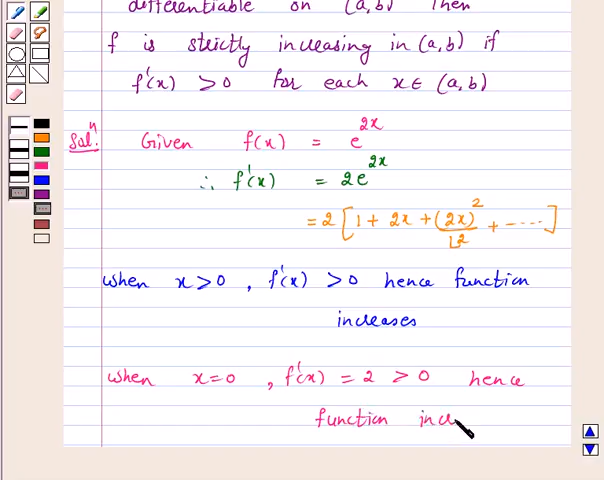 differentiable on (a,b) Then
f is strictly increasing in (a,b) if
f'(x) > 0 for each x ∈ (a,b)
Solⁿ. Given f(x) = e^{2x}
∴ f'(x) = 2e^{2x}
= 2 [ 1 + 2x + (2x)²/⌊2 + ------ ]
when x > 0 , f'(x) > 0 hence function
increases
when x = 0 , f'(x) = 2 > 0 hence
function inc